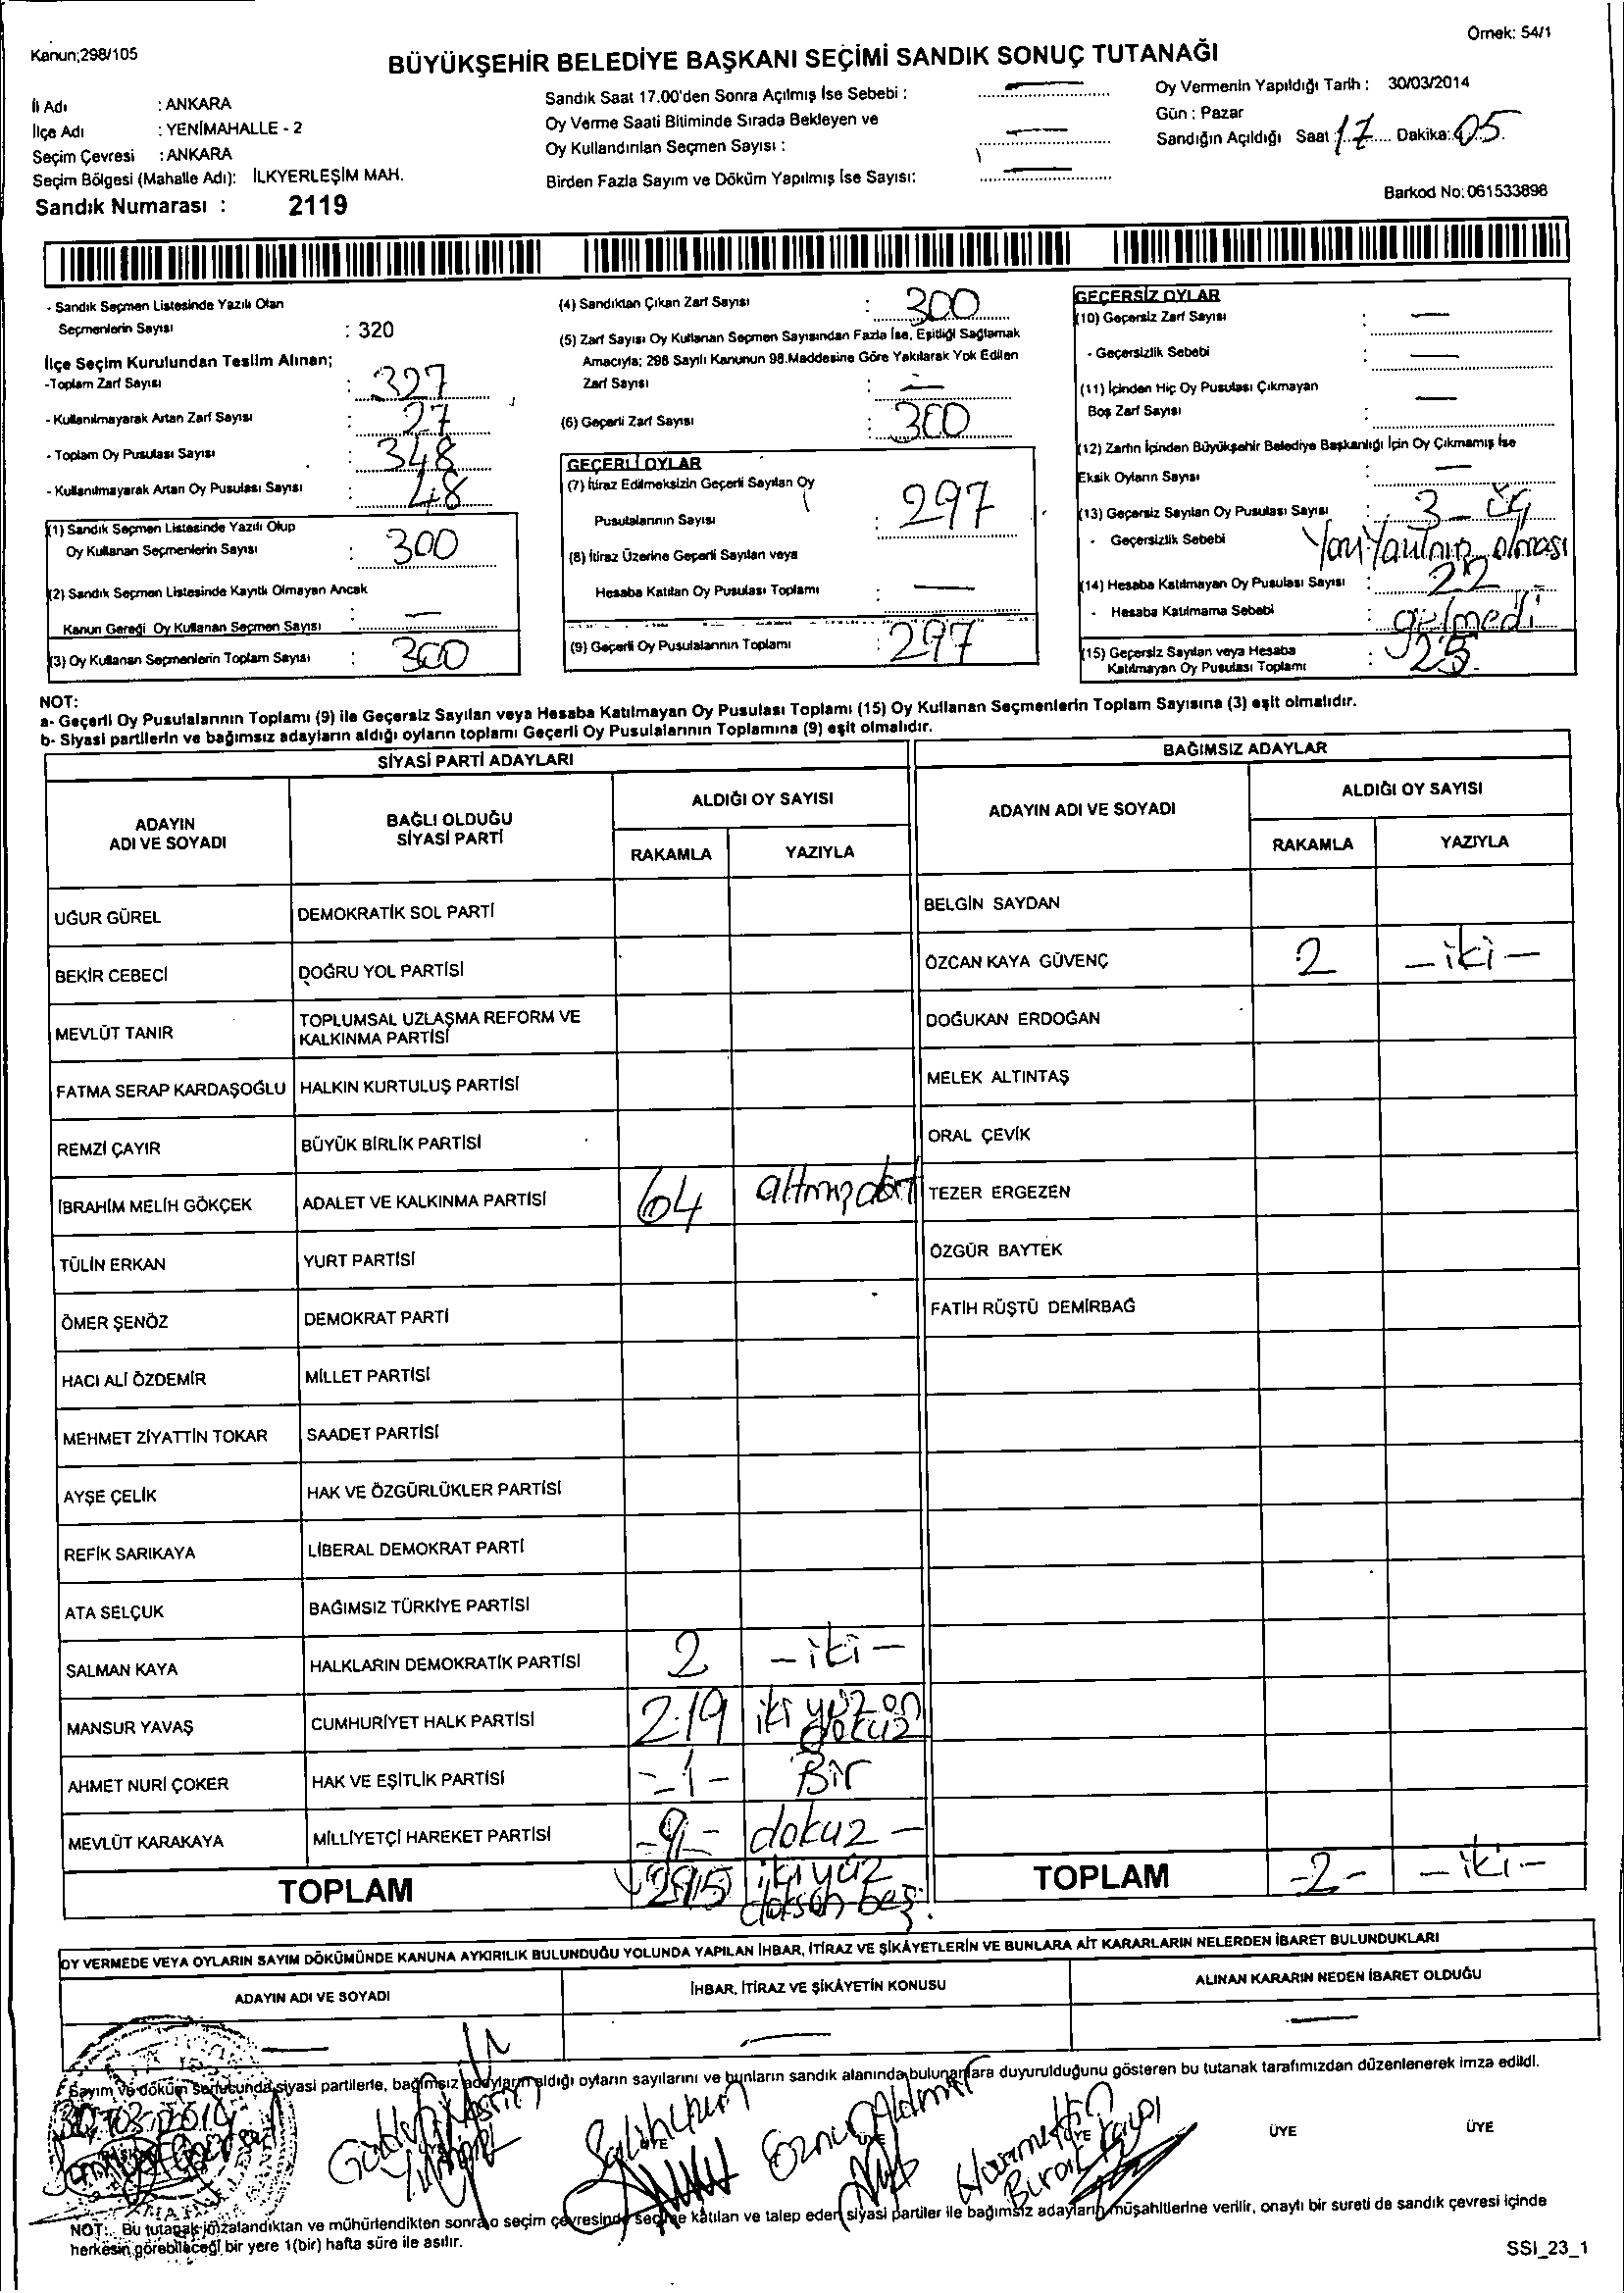 Kanun;298/105
Örnek: 54/1
BÜYÜKŞEHİR BELEDİYE BAŞKANI SEÇİMİ SANDIK SONUÇ TUTANAĞI
İl Adı : ANKARA
İlçe Adı : YENİMAHALLE - 2
Seçim Çevresi : ANKARA
Seçim Bölgesi (Mahalle Adı): İLKYERLEŞİM MAH.
Sandık Numarası : 2119
Sandık Saat 17.00'den Sonra Açılmış İse Sebebi : —
Oy Verme Saati Bitiminde Sırada Bekleyen ve
Oy Kullandırılan Seçmen Sayısı : —
Birden Fazla Sayım ve Döküm Yapılmış İse Sayısı: —
Oy Vermenin Yapıldığı Tarih : 30/03/2014
Gün : Pazar
Sandığın Açıldığı Saat 17 Dakika: 05
Barkod No: 061533898
- Sandık Seçmen Listesinde Yazılı Olan
Seçmenlerin Sayısı : 320
İlçe Seçim Kurulundan Teslim Alınan;
-Toplam Zarf Sayısı : 327
- Kullanılmayarak Artan Zarf Sayısı : 27
- Toplam Oy Pusulası Sayısı : 348
- Kullanılmayarak Artan Oy Pusulası Sayısı : 48
(1) Sandık Seçmen Listesinde Yazılı Olup
Oy Kullanan Seçmenlerin Sayısı : 300
(2) Sandık Seçmen Listesinde Kayıtlı Olmayan Ancak
Kanun Gereği Oy Kullanan Seçmen Sayısı : —
(3) Oy Kullanan Seçmenlerin Toplam Sayısı : 300
(4) Sandıktan Çıkan Zarf Sayısı : 300
(5) Zarf Sayısı Oy Kullanan Seçmen Sayısından Fazla İse, Eşitliği Sağlamak
Amacıyla; 298 Sayılı Kanunun 98.Maddesine Göre Yakılarak Yok Edilen
Zarf Sayısı : —
(6) Geçerli Zarf Sayısı : 300
GEÇERLİ OYLAR
(7) İtiraz Edilmeksizin Geçerli Sayılan Oy
Pusulalarının Sayısı : 297
(8) İtiraz Üzerine Geçerli Sayılan veya
Hesaba Katılan Oy Pusulası Toplamı : —
(9) Geçerli Oy Pusulalarının Toplamı : 297
GEÇERSİZ OYLAR
(10) Geçersiz Zarf Sayısı : —
- Geçersizlik Sebebi : —
(11) İçinden Hiç Oy Pusulası Çıkmayan
Boş Zarf Sayısı : —
(12) Zarfın İçinden Büyükşehir Belediye Başkanlığı İçin Oy Çıkmamış İse
Eksik Oyların Sayısı : —
(13) Geçersiz Sayılan Oy Pusulası Sayısı : 3 - üç
- Geçersizlik Sebebi olması
(14) Hesaba Katılmayan Oy Pusulası Sayısı : 22
- Hesaba Katılmama Sebebi : gelmedi
(15) Geçersiz Sayılan veya Hesaba
Katılmayan Oy Pusulası Toplamı : 25
NOT:
a- Geçerli Oy Pusulalarının Toplamı (9) ile Geçersiz Sayılan veya Hesaba Katılmayan Oy Pusulası Toplamı (15) Oy Kullanan Seçmenlerin Toplam Sayısına (3) eşit olmalıdır.
b- Siyasi partilerin ve bağımsız adayların aldığı oyların toplamı Geçerli Oy Pusulalarının Toplamına (9) eşit olmalıdır.
SİYASİ PARTİ ADAYLARI
ADAYIN
ADI VE SOYADI
BAĞLI OLDUĞU
SİYASİ PARTİ
ALDIĞI OY SAYISI
RAKAMLA YAZIYLA
UĞUR GÜREL DEMOKRATİK SOL PARTİ
BEKİR CEBECİ DOĞRU YOL PARTİSİ
MEVLÜT TANIR TOPLUMSAL UZLAŞMA REFORM VE
KALKINMA PARTİSİ
FATMA SERAP KARDAŞOĞLU HALKIN KURTULUŞ PARTİSİ
REMZİ ÇAYIR BÜYÜK BİRLİK PARTİSİ
İBRAHİM MELİH GÖKÇEK ADALET VE KALKINMA PARTİSİ 64 altmışdört
TÜLİN ERKAN YURT PARTİSİ
ÖMER ŞENÖZ DEMOKRAT PARTİ
HACI ALİ ÖZDEMİR MİLLET PARTİSİ
MEHMET ZİYATTİN TOKAR SAADET PARTİSİ
AYŞE ÇELİK HAK VE ÖZGÜRLÜKLER PARTİSİ
REFİK SARIKAYA LİBERAL DEMOKRAT PARTİ
ATA SELÇUK BAĞIMSIZ TÜRKİYE PARTİSİ
SALMAN KAYA HALKLARIN DEMOKRATİK PARTİSİ 2 - iki -
MANSUR YAVAŞ CUMHURİYET HALK PARTİSİ 219 iki yüz on
dokuz
AHMET NURİ ÇOKER HAK VE EŞİTLİK PARTİSİ - 1 - Bir
MEVLÜT KARAKAYA MİLLİYETÇİ HAREKET PARTİSİ - 9 - dokuz -
TOPLAM 295 iki yüz
doksan beş.
BAĞIMSIZ ADAYLAR
ADAYIN ADI VE SOYADI
ALDIĞI OY SAYISI
RAKAMLA YAZIYLA
BELGİN SAYDAN
ÖZCAN KAYA GÜVENÇ 2 - iki -
DOĞUKAN ERDOĞAN
MELEK ALTINTAŞ
ORAL ÇEVİK
TEZER ERGEZEN
ÖZGÜR BAYTEK
FATİH RÜŞTÜ DEMİRBAĞ
TOPLAM - 2 - - iki -
OY VERMEDE VEYA OYLARIN SAYIM DÖKÜMÜNDE KANUNA AYKIRILIK BULUNDUĞU YOLUNDA YAPILAN İHBAR, İTİRAZ VE ŞİKÂYETLERİN VE BUNLARA AİT KARARLARIN NELERDEN İBARET BULUNDUKLARI
ADAYIN ADI VE SOYADI İHBAR, İTİRAZ VE ŞİKÂYETİN KONUSU ALINAN KARARIN NEDEN İBARET OLDUĞU
— — —
Sayım ve döküm sonucunda siyasi partilerle, bağımsız adayların aldığı oyların sayılarını ve bunların sandık alanında bulunanlara duyurulduğunu gösteren bu tutanak tarafımızdan düzenlenerek imza edildi.
30/03/2014
ÜYE ÜYE ÜYE ÜYE ÜYE
NOT: Bu tutanak imzalandıktan ve mühürlendikten sonra o seçim çevresinde seçime katılan ve talep eden siyasi partiler ile bağımsız adayların müşahitlerine verilir, onaylı bir sureti de sandık çevresi içinde
herkesin görebileceği bir yere 1(bir) hafta süre ile asılır.
SSI_23_1